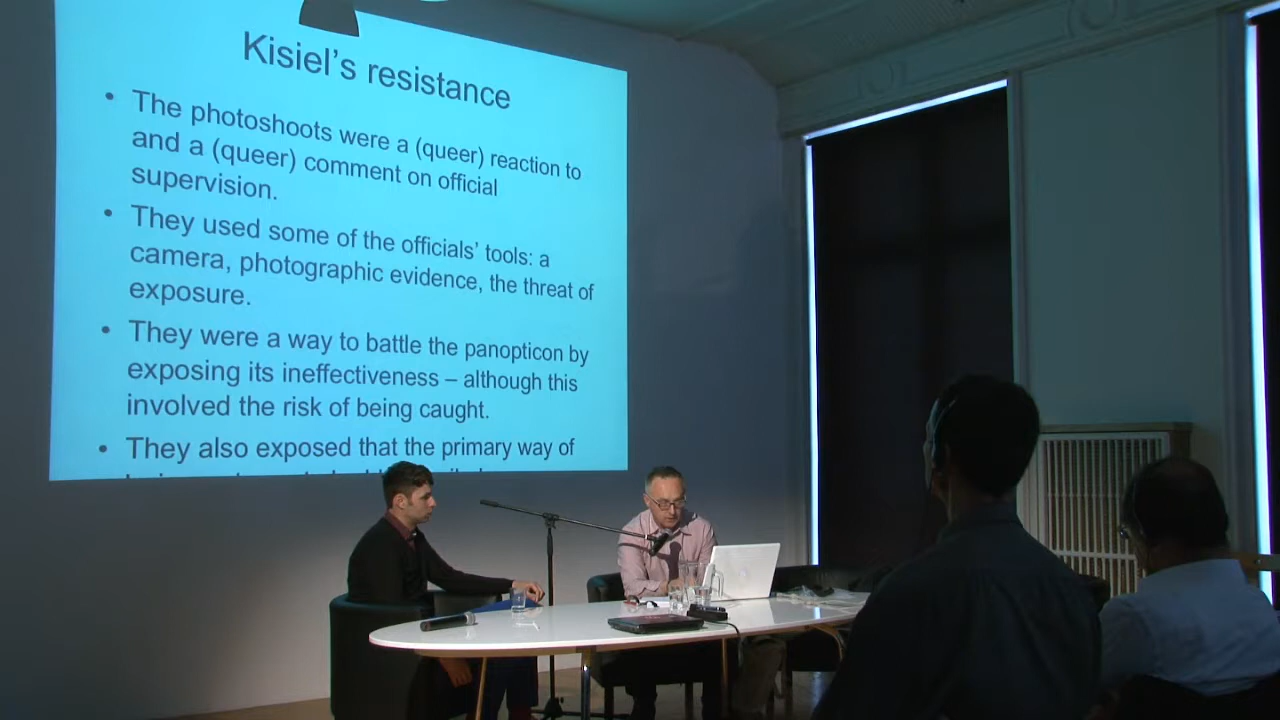 Kisiel's resistance
• The photoshoots were a (queer) reaction to
and a (queer) comment on official
supervision.
• They used some of the officials' tools: a
camera, photographic evidence, the threat of
exposure.
• They were a way to battle the panopticon by
exposing its ineffectiveness – although this
involved the risk of being caught.
• They also exposed that the primary way of